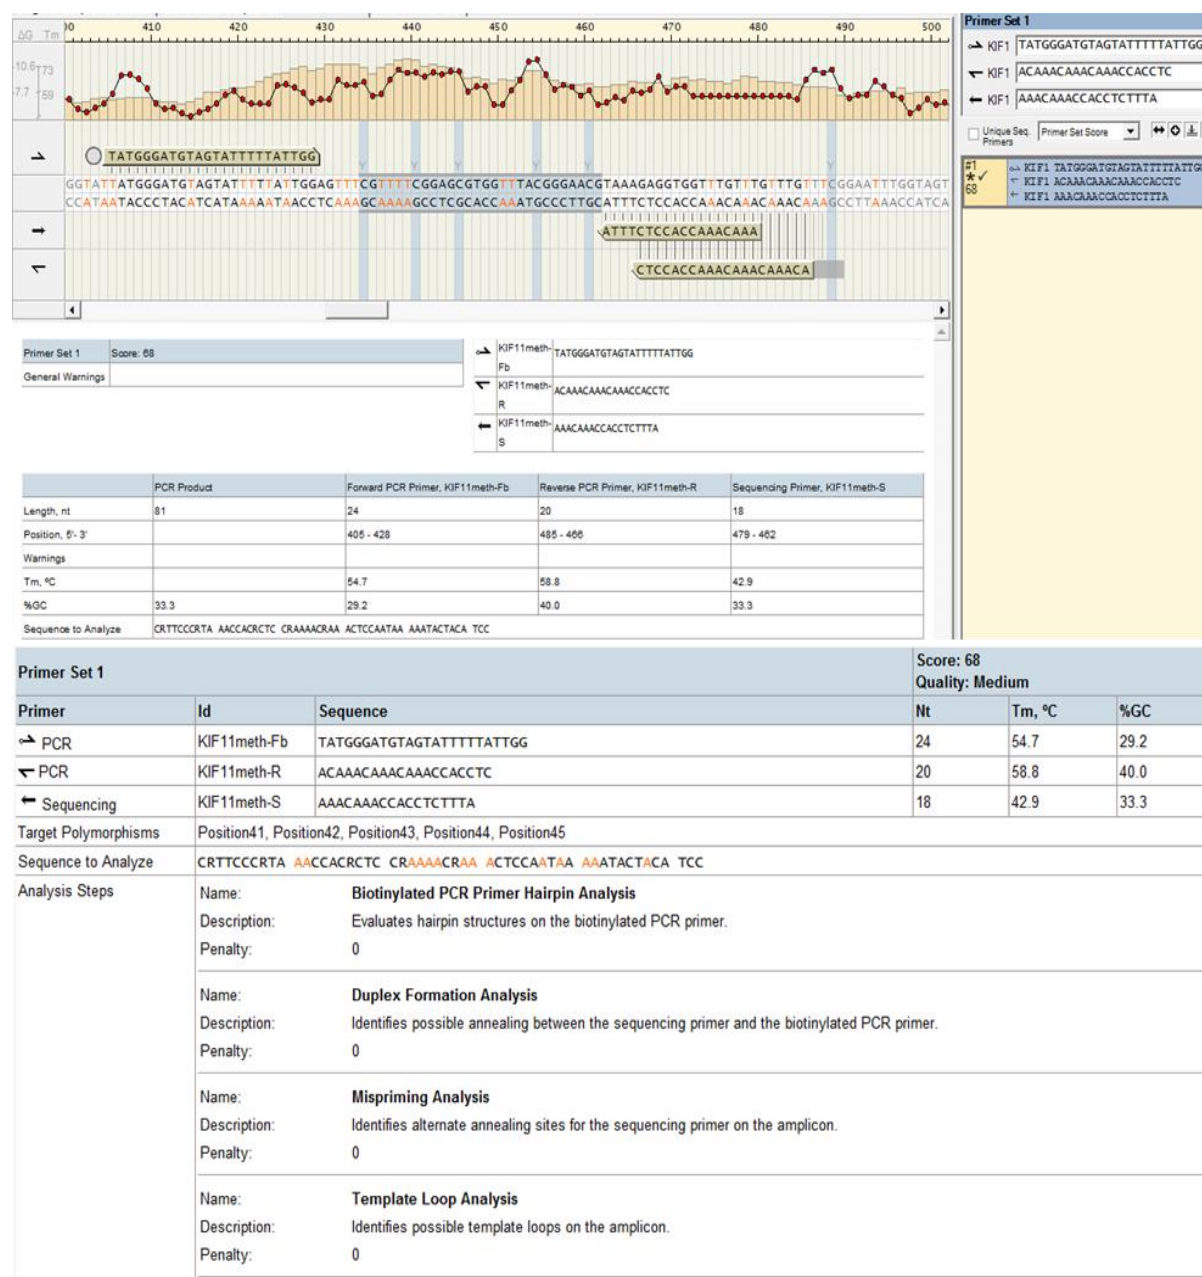 ΔG Tm
410 420 430 440 450 460 470 480 490 500
-10.6 73
-7.7 59
TATGGGATGTAGTATTTTTATTGG
Y Y Y Y Y Y
GGTATTATGGGATGTAGTATTTTTATTGGAGTTTCGTTTTCGGAGCGTGGTTTACGGGAACGTAAAGAGGTGGTTTGTTTGTTTGTTTCGGAATTTGGTAGT
CCATAATACCCTACATCATAAAAATAACCTCAAAGCAAAAGCCTCGCACCAAATGCCCTTGCATTTCTCCACCAAACAAACAAACAAAGCCTTAAACCATCA
ATTTCTCCACCAAACAAA
CTCCACCAAACAAACAAACA
Primer Set 1
KIF1 TATGGGATGTAGTATTTTTATTGG
KIF1 ACAAACAAACAAACCACCTC
KIF1 AAACAAACCACCTCTTTA
Unique Seq. Primers
Primer Set Score
#1
68
KIF1 TATGGGATGTAGTATTTTTATTGG
KIF1 ACAAACAAACAAACCACCTC
KIF1 AAACAAACCACCTCTTTA
Primer Set 1 Score: 68
General Warnings
KIF11meth-Fb TATGGGATGTAGTATTTTTATTGG
KIF11meth-R ACAAACAAACAAACCACCTC
KIF11meth-S AAACAAACCACCTCTTTA
PCR Product Forward PCR Primer, KIF11meth-Fb Reverse PCR Primer, KIF11meth-R Sequencing Primer, KIF11meth-S
Length, nt 81 24 20 18
Position, 5'- 3' 405 - 428 485 - 466 479 - 462
Warnings
Tm, ºC 54.7 58.8 42.9
%GC 33.3 29.2 40.0 33.3
Sequence to Analyze CRTTCCCRTA AACCACRCTC CRAAAACRAA ACTCCAATAA AAATACTACA TCC
Primer Set 1 Score: 68
Quality: Medium
Primer Id Sequence Nt Tm, ºC %GC
PCR KIF11meth-Fb TATGGGATGTAGTATTTTTATTGG 24 54.7 29.2
PCR KIF11meth-R ACAAACAAACAAACCACCTC 20 58.8 40.0
Sequencing KIF11meth-S AAACAAACCACCTCTTTA 18 42.9 33.3
Target Polymorphisms Position41, Position42, Position43, Position44, Position45
Sequence to Analyze CRTTCCCRTA AACCACRCTC CRAAAACRAA ACTCCAATAA AAATACTACA TCC
Analysis Steps Name: Biotinylated PCR Primer Hairpin Analysis
Description: Evaluates hairpin structures on the biotinylated PCR primer.
Penalty: 0
Name: Duplex Formation Analysis
Description: Identifies possible annealing between the sequencing primer and the biotinylated PCR primer.
Penalty: 0
Name: Mispriming Analysis
Description: Identifies alternate annealing sites for the sequencing primer on the amplicon.
Penalty: 0
Name: Template Loop Analysis
Description: Identifies possible template loops on the amplicon.
Penalty: 0